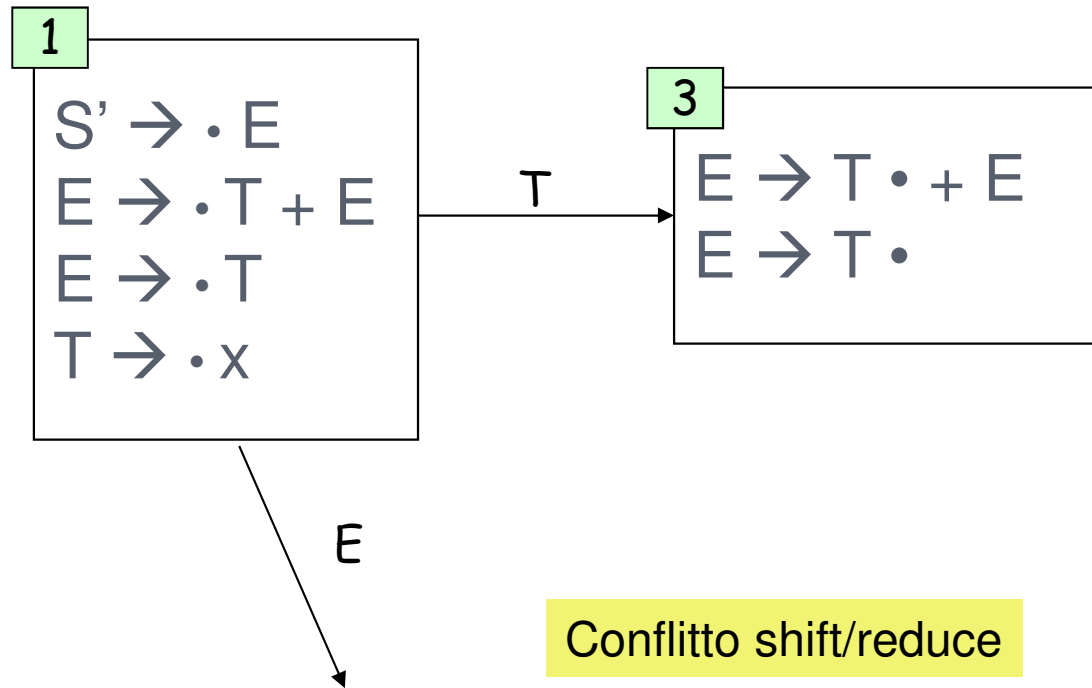 1
S’ → • E
E → • T + E
E → • T
T → • x
T
3
E → T • + E
E → T •
E
Conflitto shift/reduce